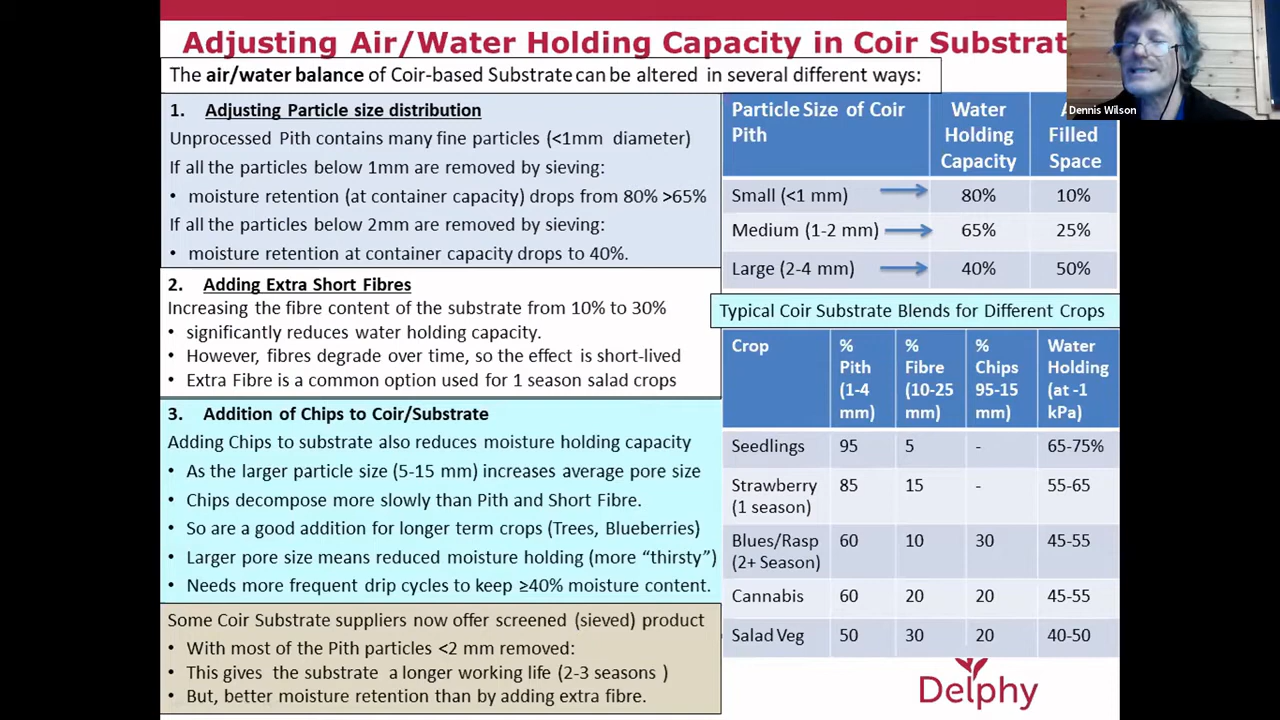 Adjusting Air/Water Holding Capacity in Coir Substrat
Dennis Wilson
The air/water balance of Coir-based Substrate can be altered in several different ways:
1. Adjusting Particle size distribution
Unprocessed Pith contains many fine particles (<1mm diameter)
If all the particles below 1mm are removed by sieving:
• moisture retention (at container capacity) drops from 80% >65%
If all the particles below 2mm are removed by sieving:
• moisture retention at container capacity drops to 40%.
2. Adding Extra Short Fibres
Increasing the fibre content of the substrate from 10% to 30%
• significantly reduces water holding capacity.
• However, fibres degrade over time, so the effect is short-lived
• Extra Fibre is a common option used for 1 season salad crops
3. Addition of Chips to Coir/Substrate
Adding Chips to substrate also reduces moisture holding capacity
• As the larger particle size (5-15 mm) increases average pore size
• Chips decompose more slowly than Pith and Short Fibre.
• So are a good addition for longer term crops (Trees, Blueberries)
• Larger pore size means reduced moisture holding (more “thirsty”)
• Needs more frequent drip cycles to keep ≥40% moisture content.
Some Coir Substrate suppliers now offer screened (sieved) product
• With most of the Pith particles <2 mm removed:
• This gives the substrate a longer working life (2-3 seasons )
• But, better moisture retention than by adding extra fibre.
Particle Size of Coir Pith Water Holding Capacity Filled Space
Small (<1 mm) 80% 10%
Medium (1-2 mm) 65% 25%
Large (2-4 mm) 40% 50%
Typical Coir Substrate Blends for Different Crops
Crop % Pith (1-4 mm) % Fibre (10-25 mm) % Chips 95-15 mm) Water Holding (at -1 kPa)
Seedlings 95 5 - 65-75%
Strawberry (1 season) 85 15 - 55-65
Blues/Rasp (2+ Season) 60 10 30 45-55
Cannabis 60 20 20 45-55
Salad Veg 50 30 20 40-50
Delphy